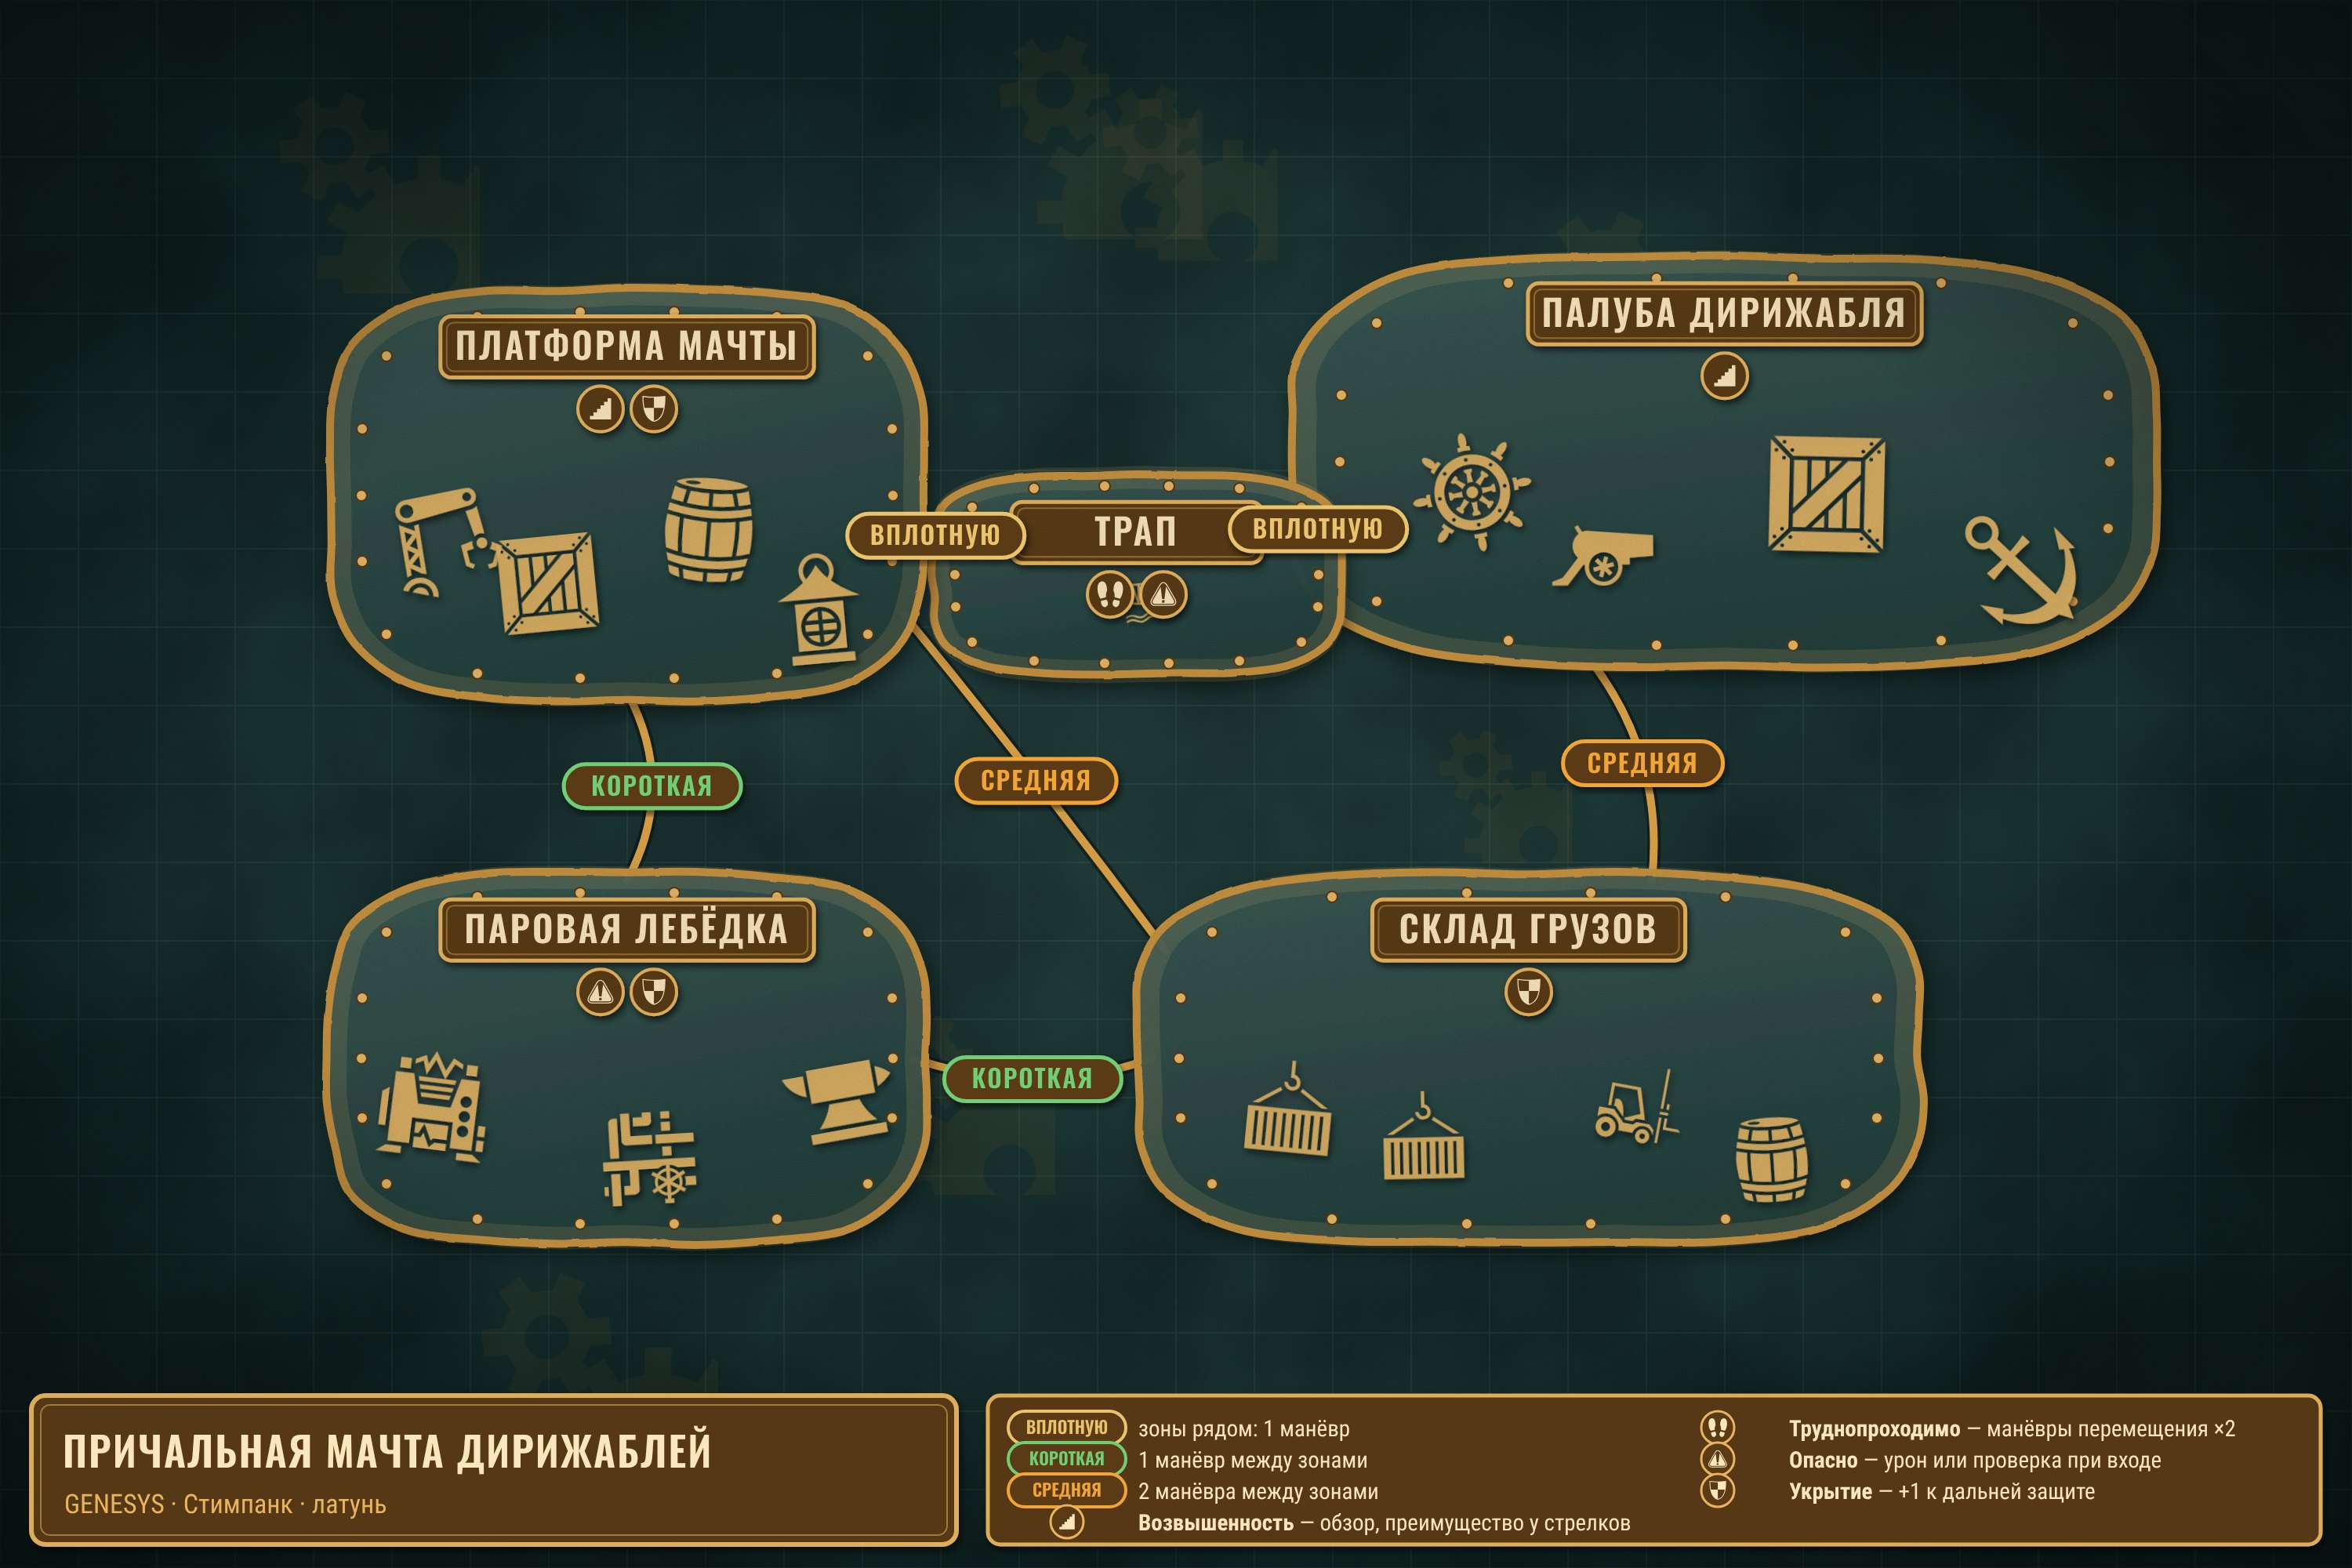 ПЛАТФОРМА МАЧТЫ
ПАЛУБА ДИРИЖАБЛЯ
ВПЛОТНУЮ
ТРАП
ВПЛОТНУЮ
КОРОТКАЯ
СРЕДНЯЯ
СРЕДНЯЯ
ПАРОВАЯ ЛЕБЁДКА
СКЛАД ГРУЗОВ
КОРОТКАЯ
ПРИЧАЛЬНАЯ МАЧТА ДИРИЖАБЛЕЙ
GENESYS · Стимпанк · латунь
ВПЛОТНУЮ зоны рядом: 1 манёвр
КОРОТКАЯ 1 манёвр между зонами
СРЕДНЯЯ 2 манёвра между зонами
Возвышенность — обзор, преимущество у стрелков
Труднопроходимо — манёвры перемещения ×2
Опасно — урон или проверка при входе
Укрытие — +1 к дальней защите